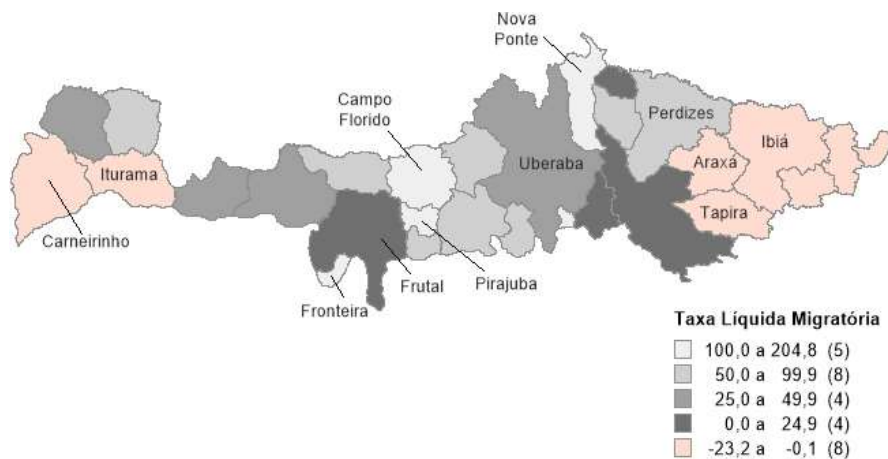 Nova
Ponte
Campo
Florido
Perdizes
Ibiá
Uberaba
Araxá
Iturama
Tapira
Carneirinho
Pirajuba
Frutal
Fronteira
Taxa Líquida Migratória
100,0 a 204,8 (5)
50,0 a 99,9 (8)
25,0 a 49,9 (4)
0,0 a 24,9 (4)
-23,2 a -0,1 (8)